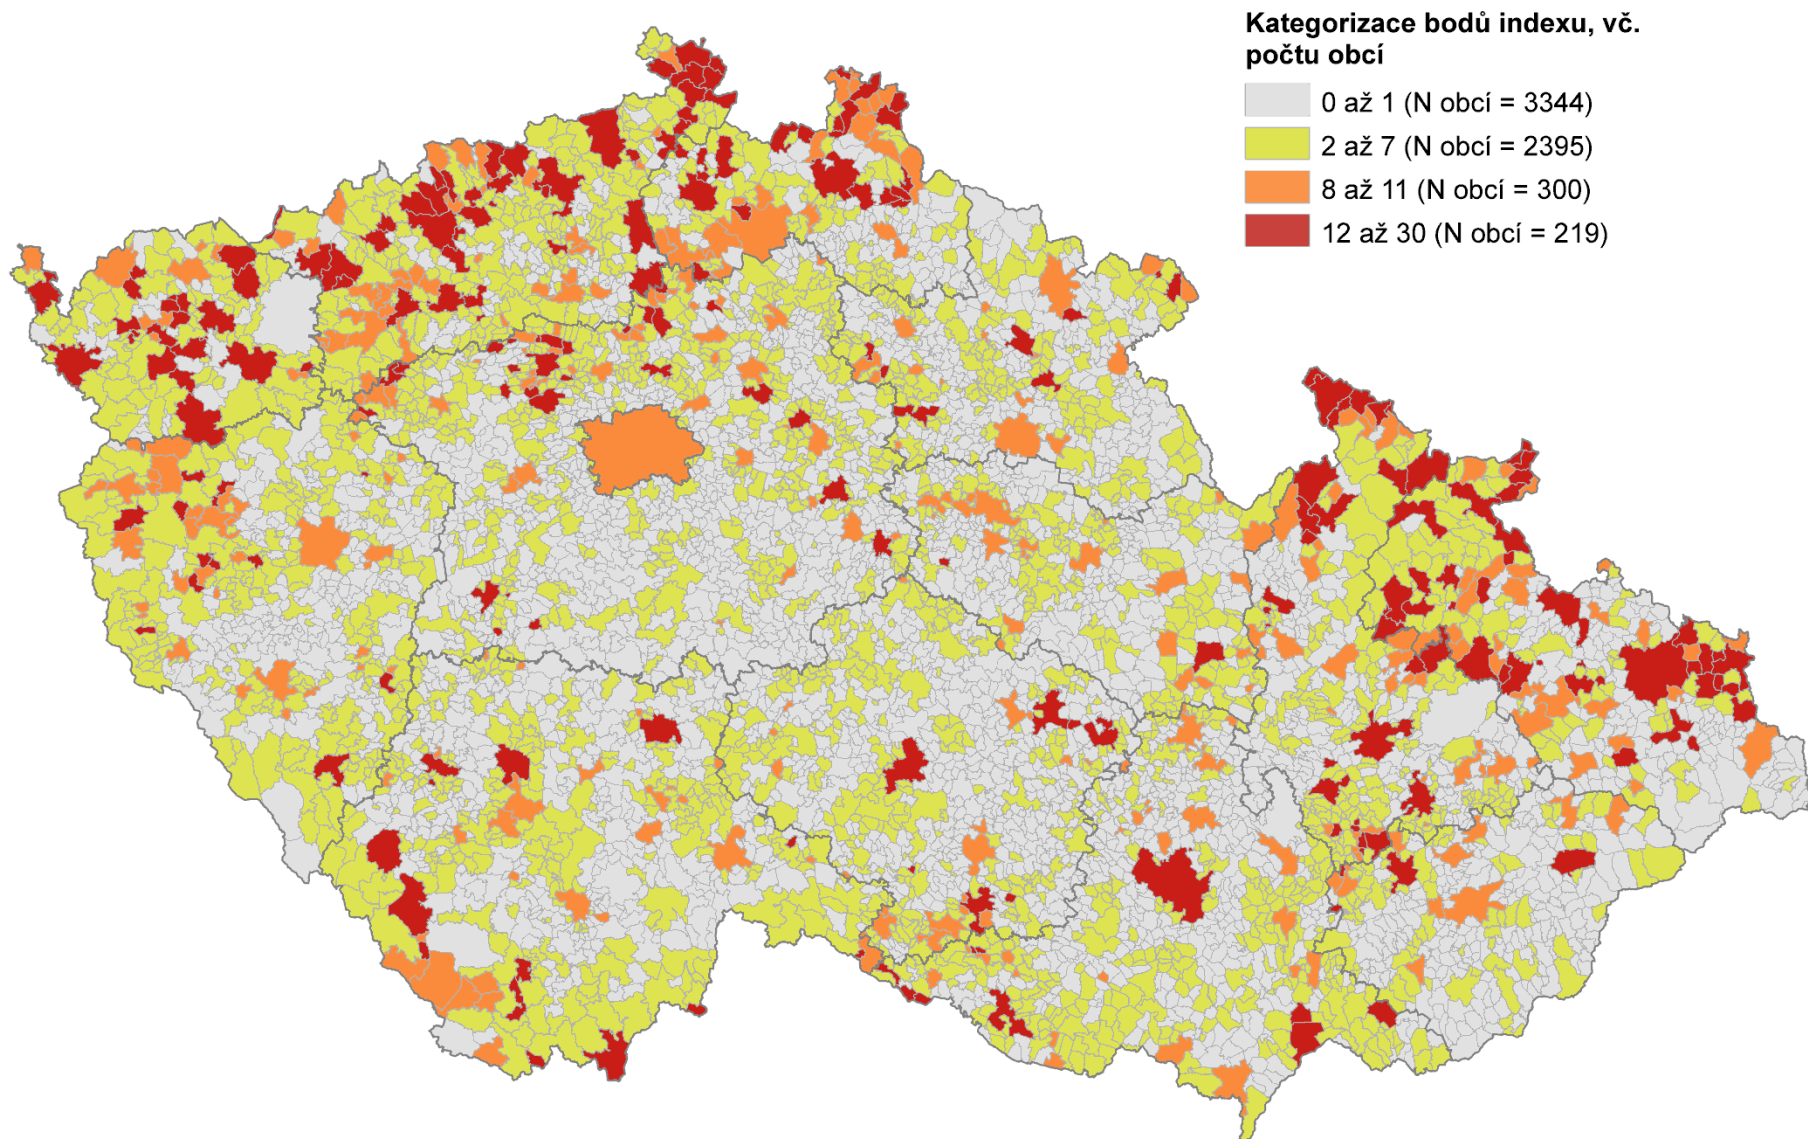 Kategorizace bodů indexu, vč.
počtu obcí
0 až 1 (N obcí = 3344)
2 až 7 (N obcí = 2395)
8 až 11 (N obcí = 300)
12 až 30 (N obcí = 219)